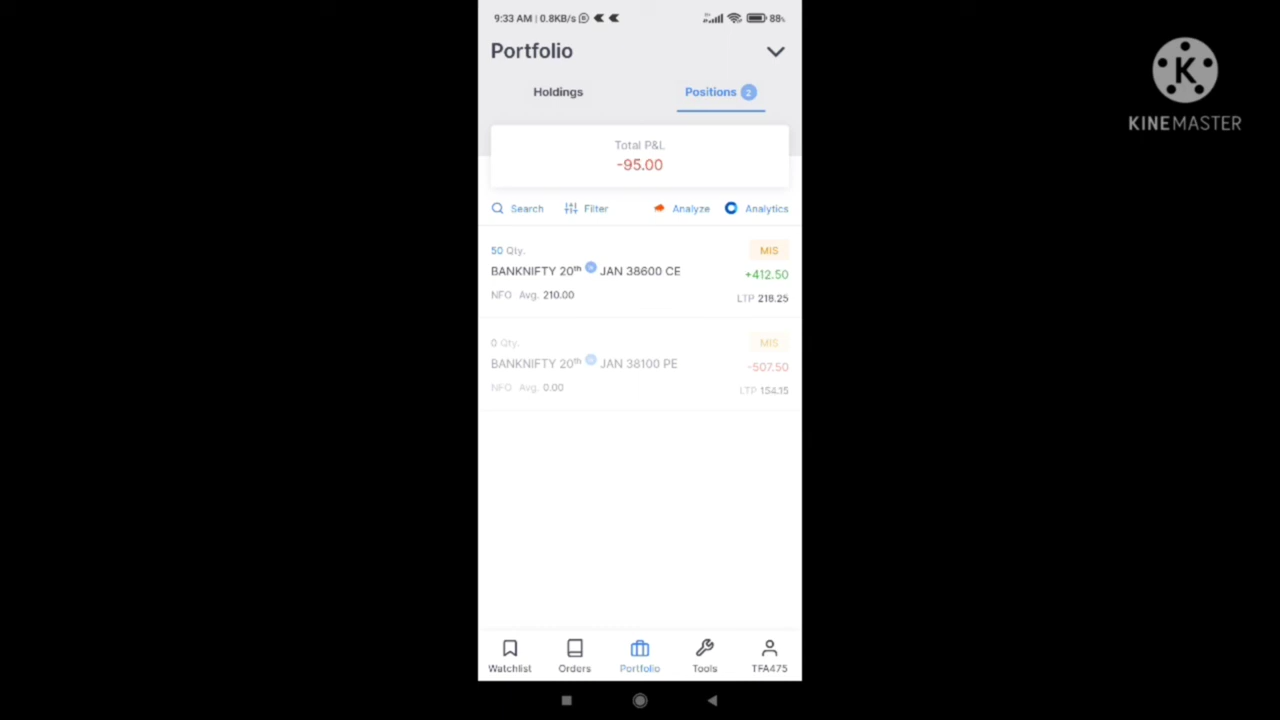 9:33 AM | 0.8KB/s
88%
Portfolio
Holdings
Positions 2
Total P&L
-95.00
Search
Filter
Analyze
Analytics
50 Qty.
MIS
BANKNIFTY 20th JAN 38600 CE
+412.50
NFO Avg. 210.00
LTP 218.25
0 Qty.
MIS
BANKNIFTY 20th JAN 38100 PE
-507.50
NFO Avg. 0.00
LTP 154.15
Watchlist
Orders
Portfolio
Tools
TFA475
K
KINEMASTER